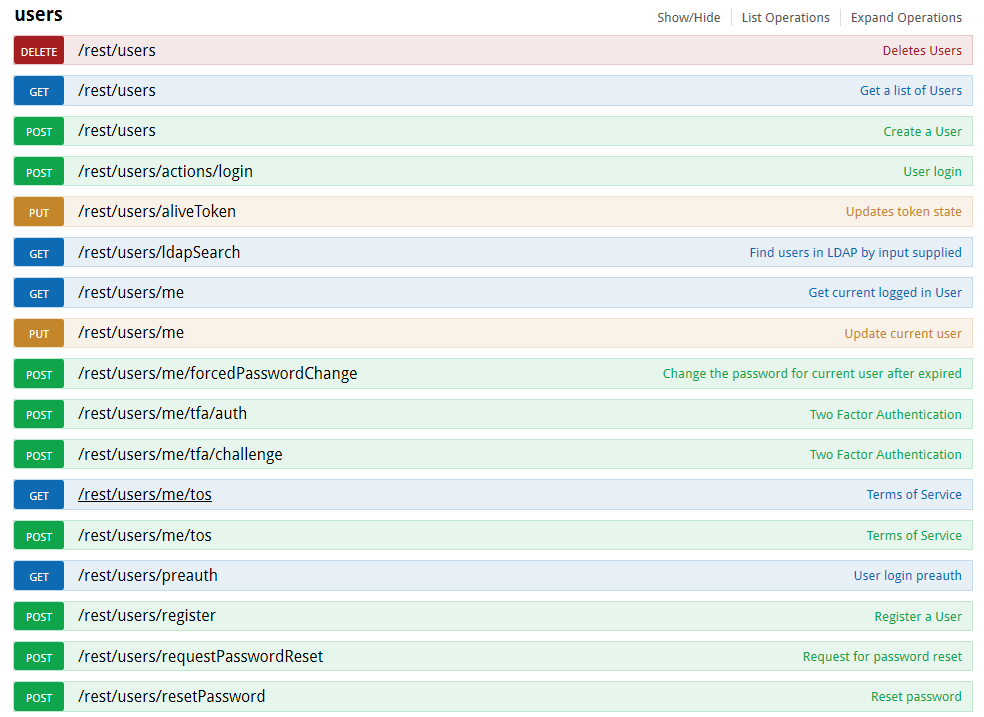 users Show/Hide List Operations Expand Operations
DELETE /rest/users Deletes Users
GET /rest/users Get a list of Users
POST /rest/users Create a User
POST /rest/users/actions/login User login
PUT /rest/users/aliveToken Updates token state
GET /rest/users/ldapSearch Find users in LDAP by input supplied
GET /rest/users/me Get current logged in User
PUT /rest/users/me Update current user
POST /rest/users/me/forcedPasswordChange Change the password for current user after expired
POST /rest/users/me/tfa/auth Two Factor Authentication
POST /rest/users/me/tfa/challenge Two Factor Authentication
GET /rest/users/me/tos Terms of Service
POST /rest/users/me/tos Terms of Service
GET /rest/users/preauth User login preauth
POST /rest/users/register Register a User
POST /rest/users/requestPasswordReset Request for password reset
POST /rest/users/resetPassword Reset password